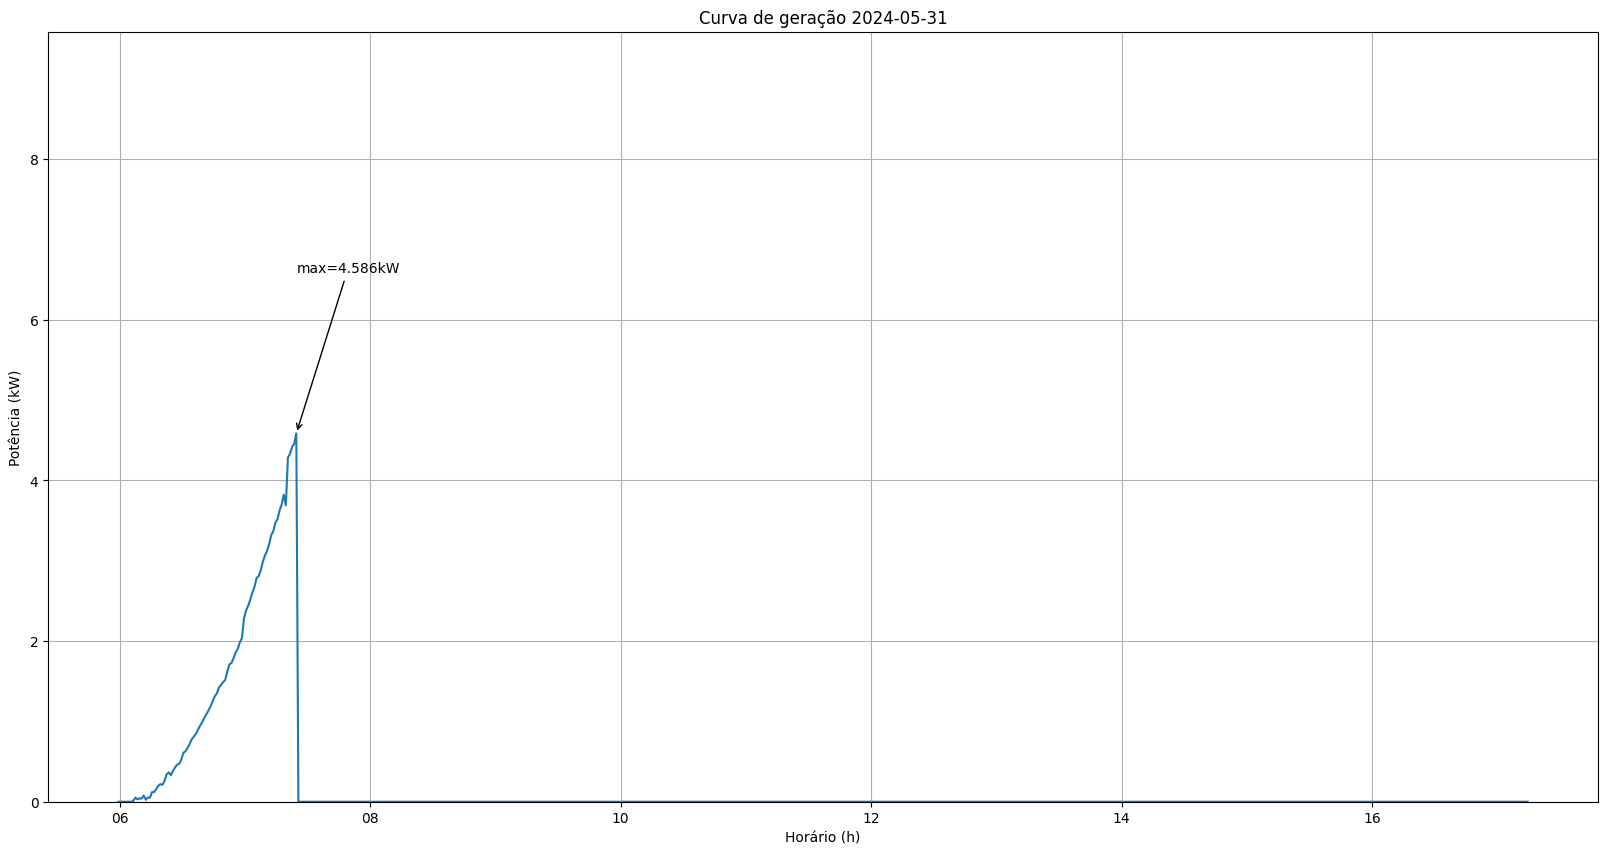 Curva de geração 2024-05-31
8
max=4.586kW
6
Potência (kW)
4
2
0
06 08 10 12 14 16
Horário (h)